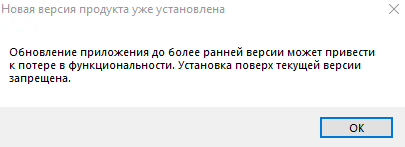 Новая версия продукта уже установлена
Обновление приложения до более ранней версии может привести
к потере в функциональности. Установка поверх текущей версии
запрещена.
ОК